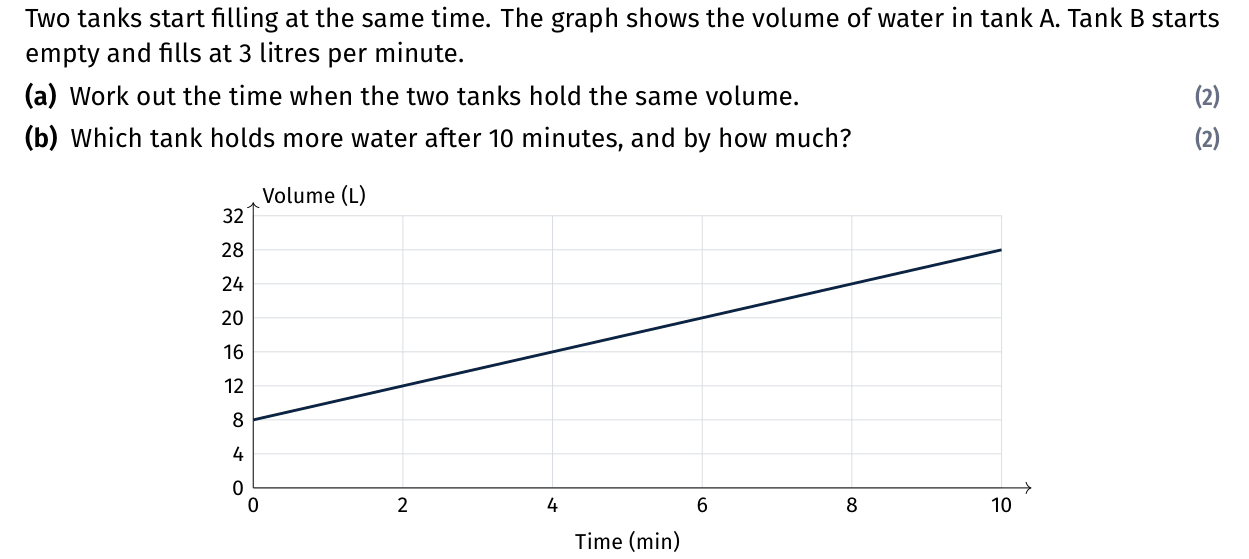 Two tanks start filling at the same time. The graph shows the volume of water in tank A. Tank B starts
empty and fills at 3 litres per minute.
(a) Work out the time when the two tanks hold the same volume. (2)
(b) Which tank holds more water after 10 minutes, and by how much? (2)
Volume (L)
32
28
24
20
16
12
8
4
0
0 2 4 6 8 10
Time (min)